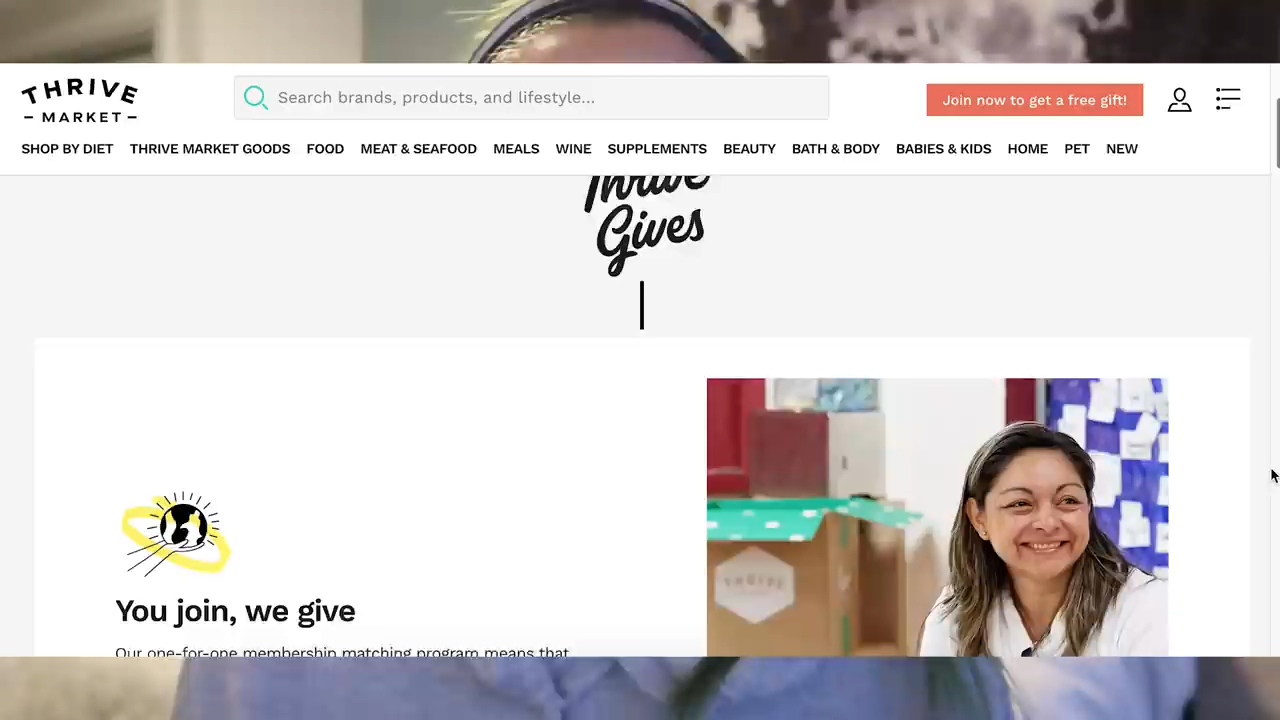 THRIVE
MARKET
Search brands, products, and lifestyle...
Join now to get a free gift!
SHOP BY DIET THRIVE MARKET GOODS FOOD MEAT & SEAFOOD MEALS WINE SUPPLEMENTS BEAUTY BATH & BODY BABIES & KIDS HOME PET NEW
Thrive
Gives
THRIVE
You join, we give
Our one-for-one membership matching program means that